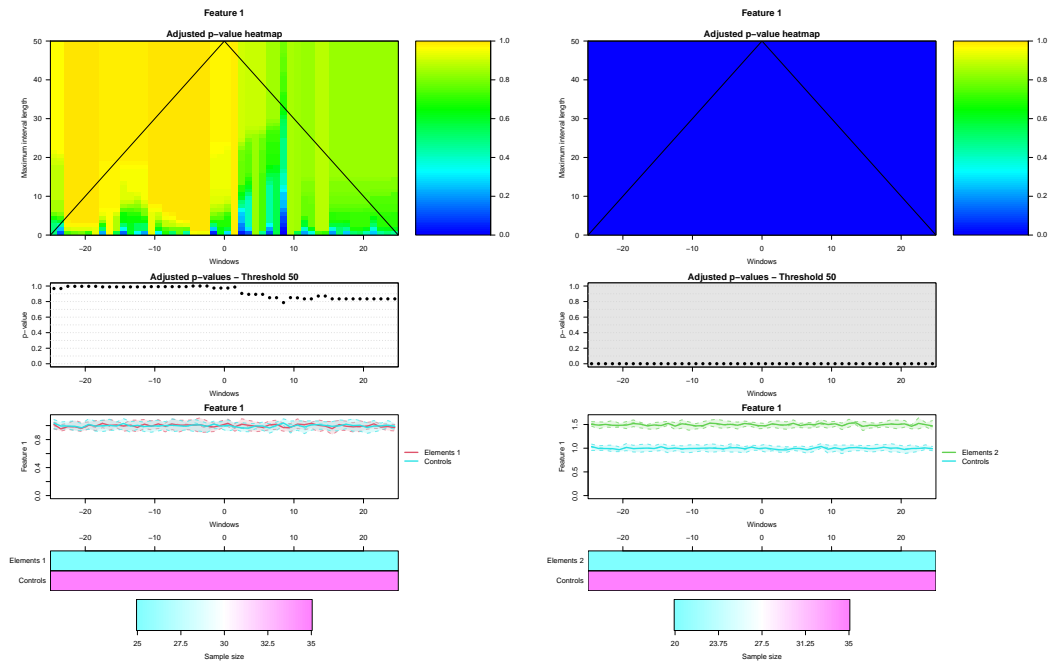 Feature 1
Adjusted p−value heatmap
Maximum interval length
50
40
30
20
10
0
−20 −10 0 10 20
Windows
1.0
0.8
0.6
0.4
0.2
0.0
Adjusted p−values − Threshold 50
p−value
1.0
0.8
0.6
0.4
0.2
0.0
−20 −10 0 10 20
Windows
Feature 1
Feature 1
0.8
0.4
0.0
−20 −10 0 10 20
Windows
Elements 1
Controls
−20 −10 0 10 20
Elements 1
Controls
25 27.5 30 32.5 35
Sample size
Feature 1
Adjusted p−value heatmap
Maximum interval length
50
40
30
20
10
0
−20 −10 0 10 20
Windows
1.0
0.8
0.6
0.4
0.2
0.0
Adjusted p−values − Threshold 50
p−value
1.0
0.8
0.6
0.4
0.2
0.0
−20 −10 0 10 20
Windows
Feature 1
Feature 1
1.5
1.0
0.5
0.0
−20 −10 0 10 20
Windows
Elements 2
Controls
−20 −10 0 10 20
Elements 2
Controls
20 23.75 27.5 31.25 35
Sample size